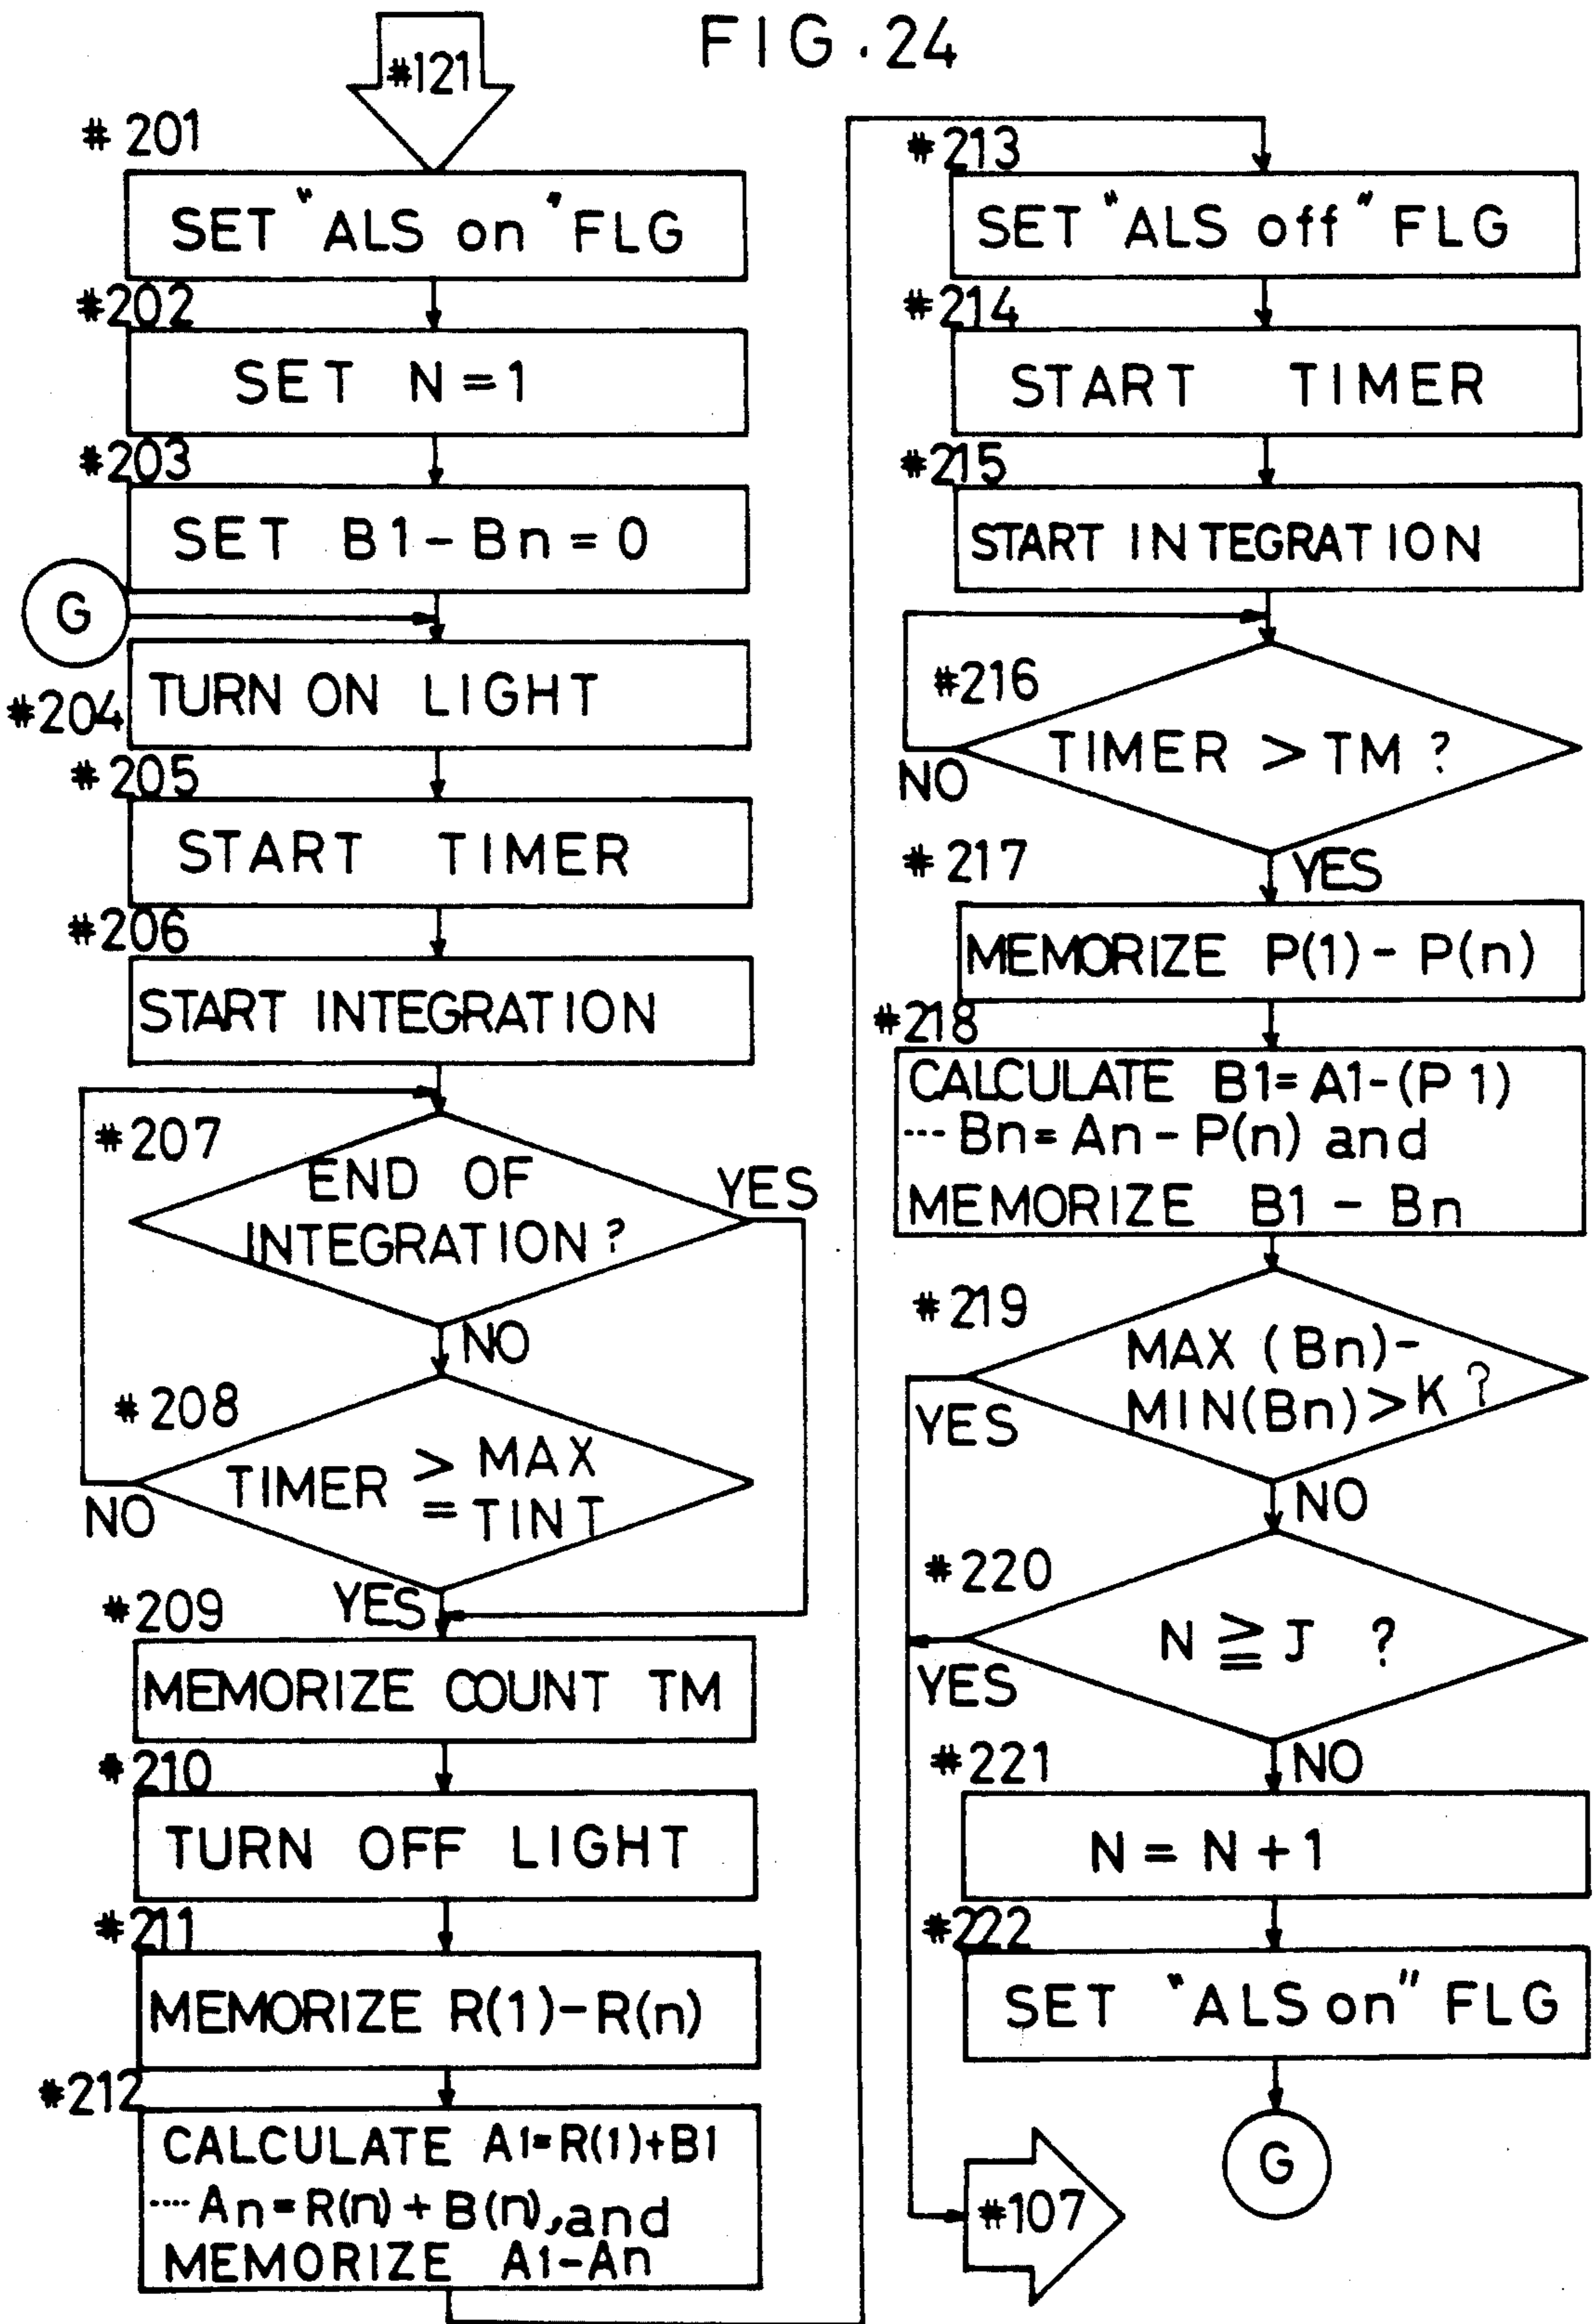 FIG.24
#121
#201
SET "ALS on" FLG
#202
SET N=1
#203
SET B1-Bn=0
G
#204
TURN ON LIGHT
#205
START TIMER
#206
START INTEGRATION
#207
END OF
INTEGRATION?
YES
NO
#208
TIMER > MAX
= TINT
NO
YES
#209
MEMORIZE COUNT TM
#210
TURN OFF LIGHT
#211
MEMORIZE R(1)-R(n)
#212
CALCULATE A1=R(1)+B1
····An=R(n)+B(n),and
MEMORIZE A1-An
#213
SET "ALS off" FLG
#214
START TIMER
#215
START INTEGRATION
#216
TIMER > TM ?
NO
YES
#217
MEMORIZE P(1)-P(n)
#218
CALCULATE B1=A1-(P1)
···Bn=An-P(n) and
MEMORIZE B1-Bn
#219
MAX (Bn)-
MIN(Bn)>K ?
YES
NO
#220
N ≧ J ?
YES
NO
#221
N=N+1
#222
SET "ALS on" FLG
G
#107